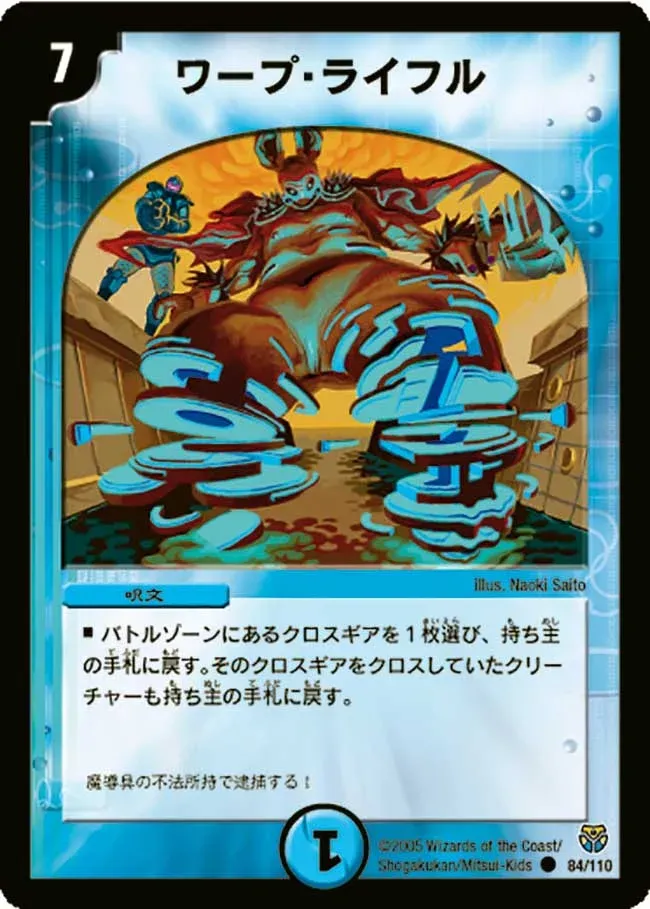 7
ワープ・ライフル
illus. Naoki Saito
呪文
■ バトルゾーンにあるクロスギアを1枚選び、持ち主
の手札に戻す。そのクロスギアをクロスしていたクリー
チャーも持ち主の手札に戻す。
魔導具の不法所持で逮捕する!
1
©2005 Wizards of the Coast/
Shogakukan/Mitsui-Kids
84/110